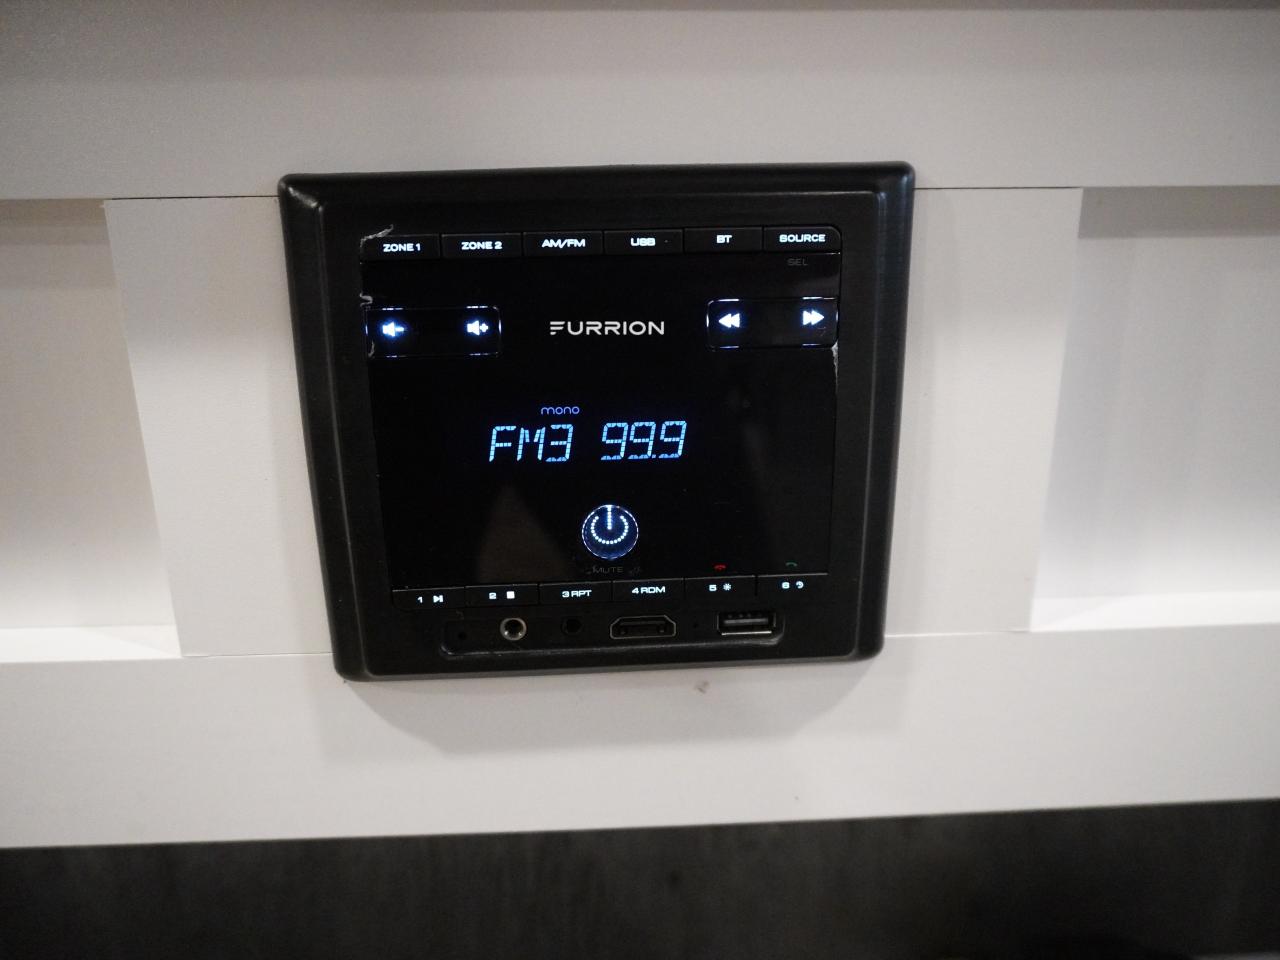 ZONE 1 ZONE 2 AM/FM USB BT SOURCE
SEL
FURRION
mono
FM3 99.9
MUTE
1 2 3 RPT 4 RDM 5 6